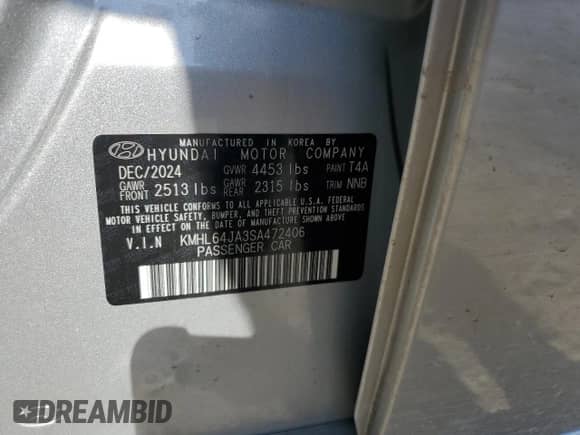 MANUFACTURED IN KOREA BY
HYUNDAI MOTOR COMPANY
DEC/2024 GVWR 4453 lbs PAINT T4A
GAWR FRONT 2513 lbs GAWR REAR 2315 lbs TRIM NNB
THIS VEHICLE CONFORMS TO ALL APPLICABLE U.S.A. FEDERAL
MOTOR VEHICLE SAFETY, BUMPER, AND THEFT PREVENTION
STANDARDS IN EFFECT ON THE DATE OF MANUFACTURE SHOWN ABOVE.
V.I.N KMHL64JA3SA472406
PASSENGER CAR
DREAMBID